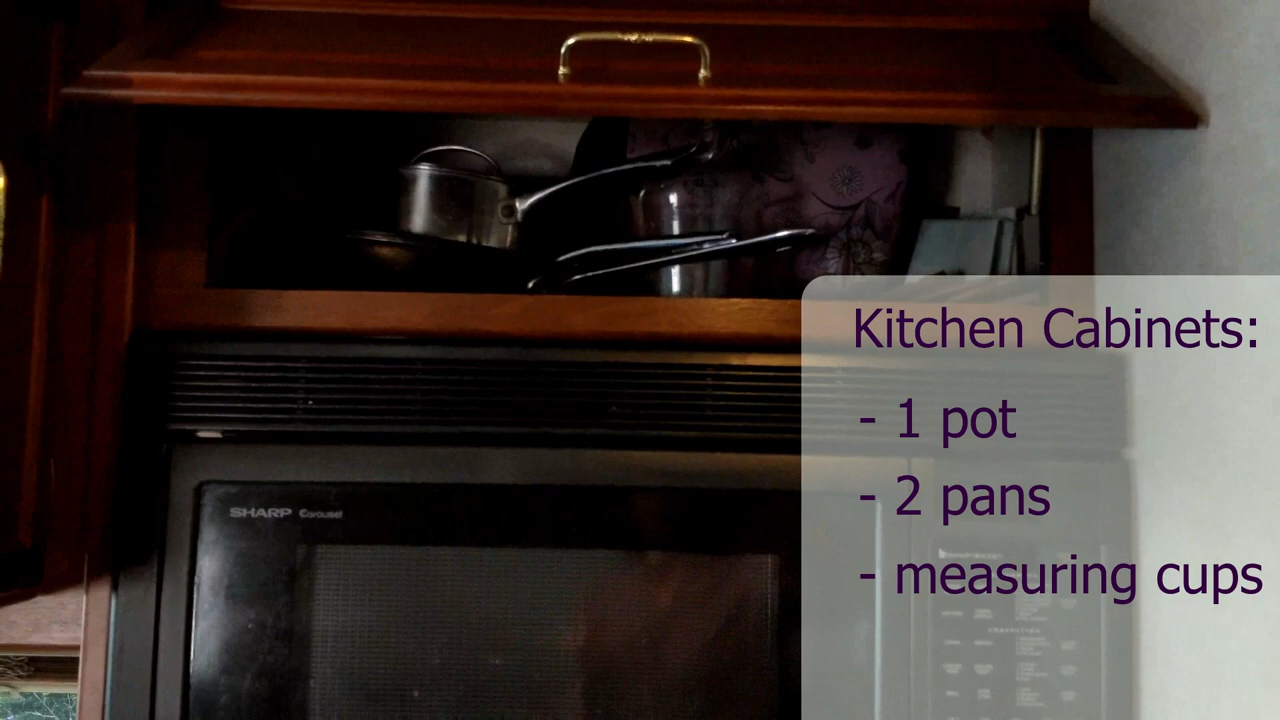 SHARP Carousel
Kitchen Cabinets:
- 1 pot
- 2 pans
- measuring cups